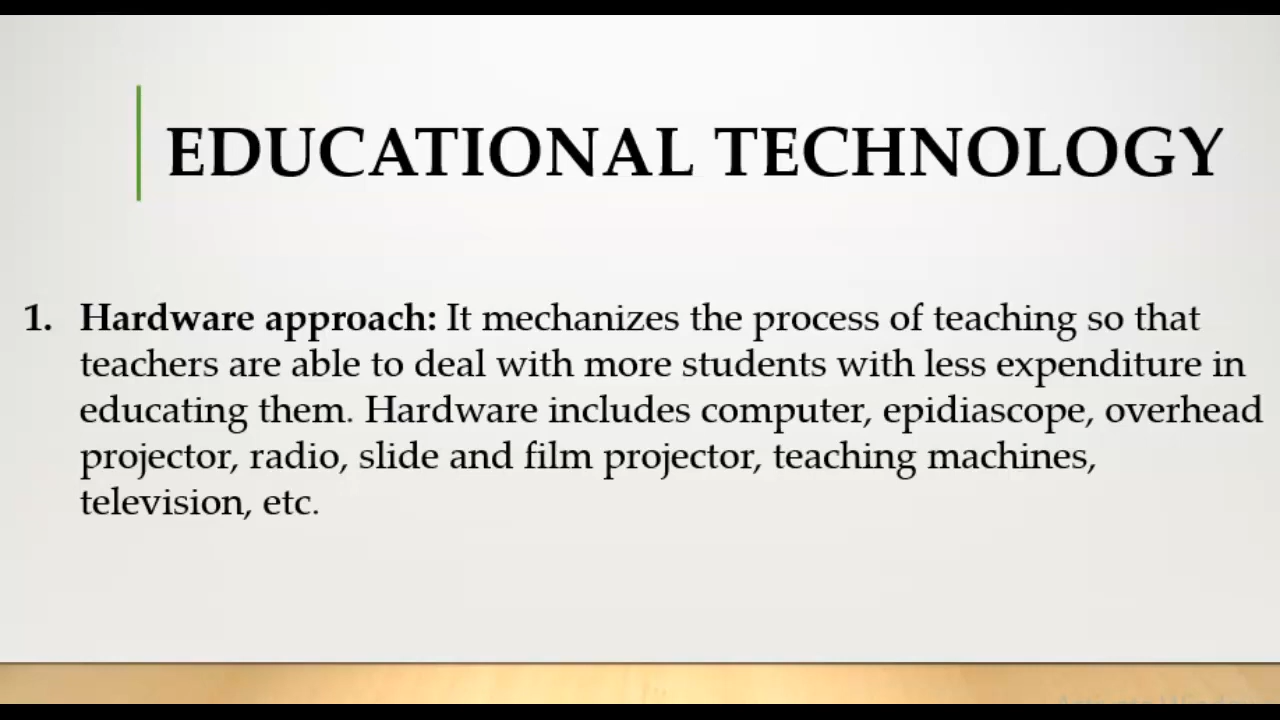 EDUCATIONAL TECHNOLOGY
1. Hardware approach: It mechanizes the process of teaching so that
teachers are able to deal with more students with less expenditure in
educating them. Hardware includes computer, epidiascope, overhead
projector, radio, slide and film projector, teaching machines,
television, etc.